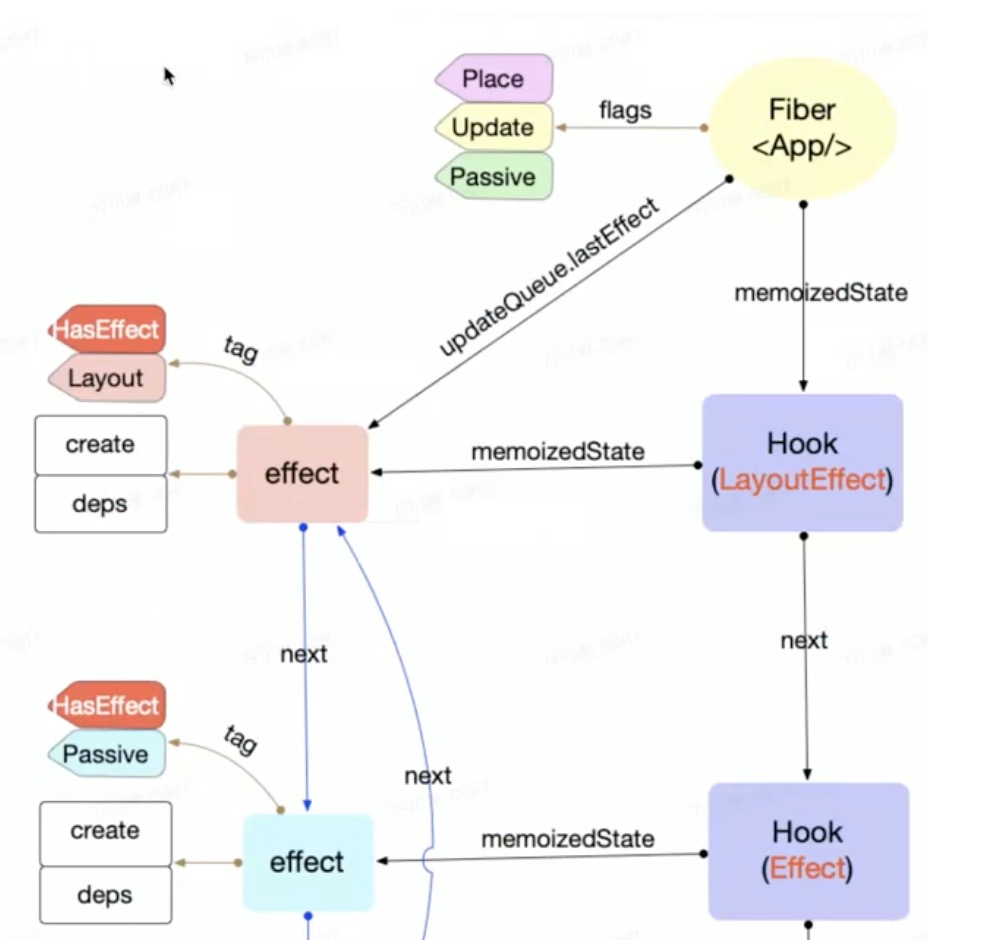 Place
Update
Passive
flags
Fiber
<App/>
updateQueue.lastEffect
memoizedState
HasEffect
Layout
tag
create
deps
effect
memoizedState
Hook
(LayoutEffect)
next
next
HasEffect
Passive
tag
next
create
deps
effect
memoizedState
Hook
(Effect)